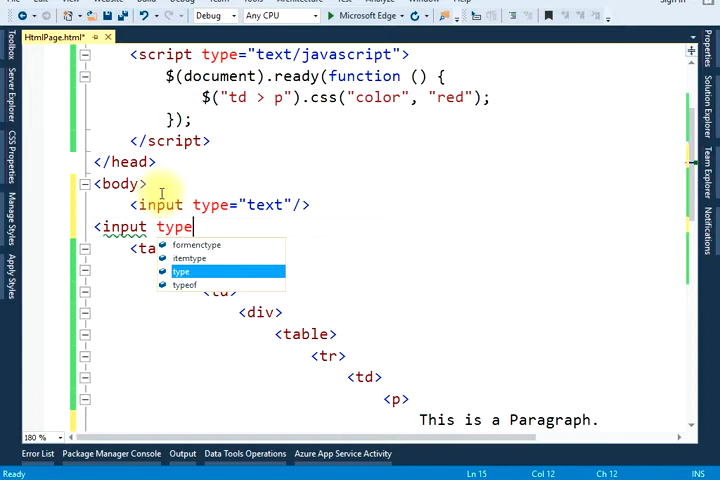 Debug
Any CPU
Microsoft Edge
HtmlPage.html*
Toolbox
Server Explorer
CSS Properties
Manage Styles
Apply Styles
<script type="text/javascript">
$(document).ready(function () {
$("td > p").css("color", "red");
});
</script>
</head>
<body>
<input type="text"/>
<input type
<ta
formenctype
itemtype
type
typeof
<div>
<table>
<tr>
<td>
<p>
This is a Paragraph.
Properties
Solution Explorer
Team Explorer
Notifications
180 %
Error List
Package Manager Console
Output
Data Tools Operations
Azure App Service Activity
Ready
Ln 15
Col 12
Ch 12
INS